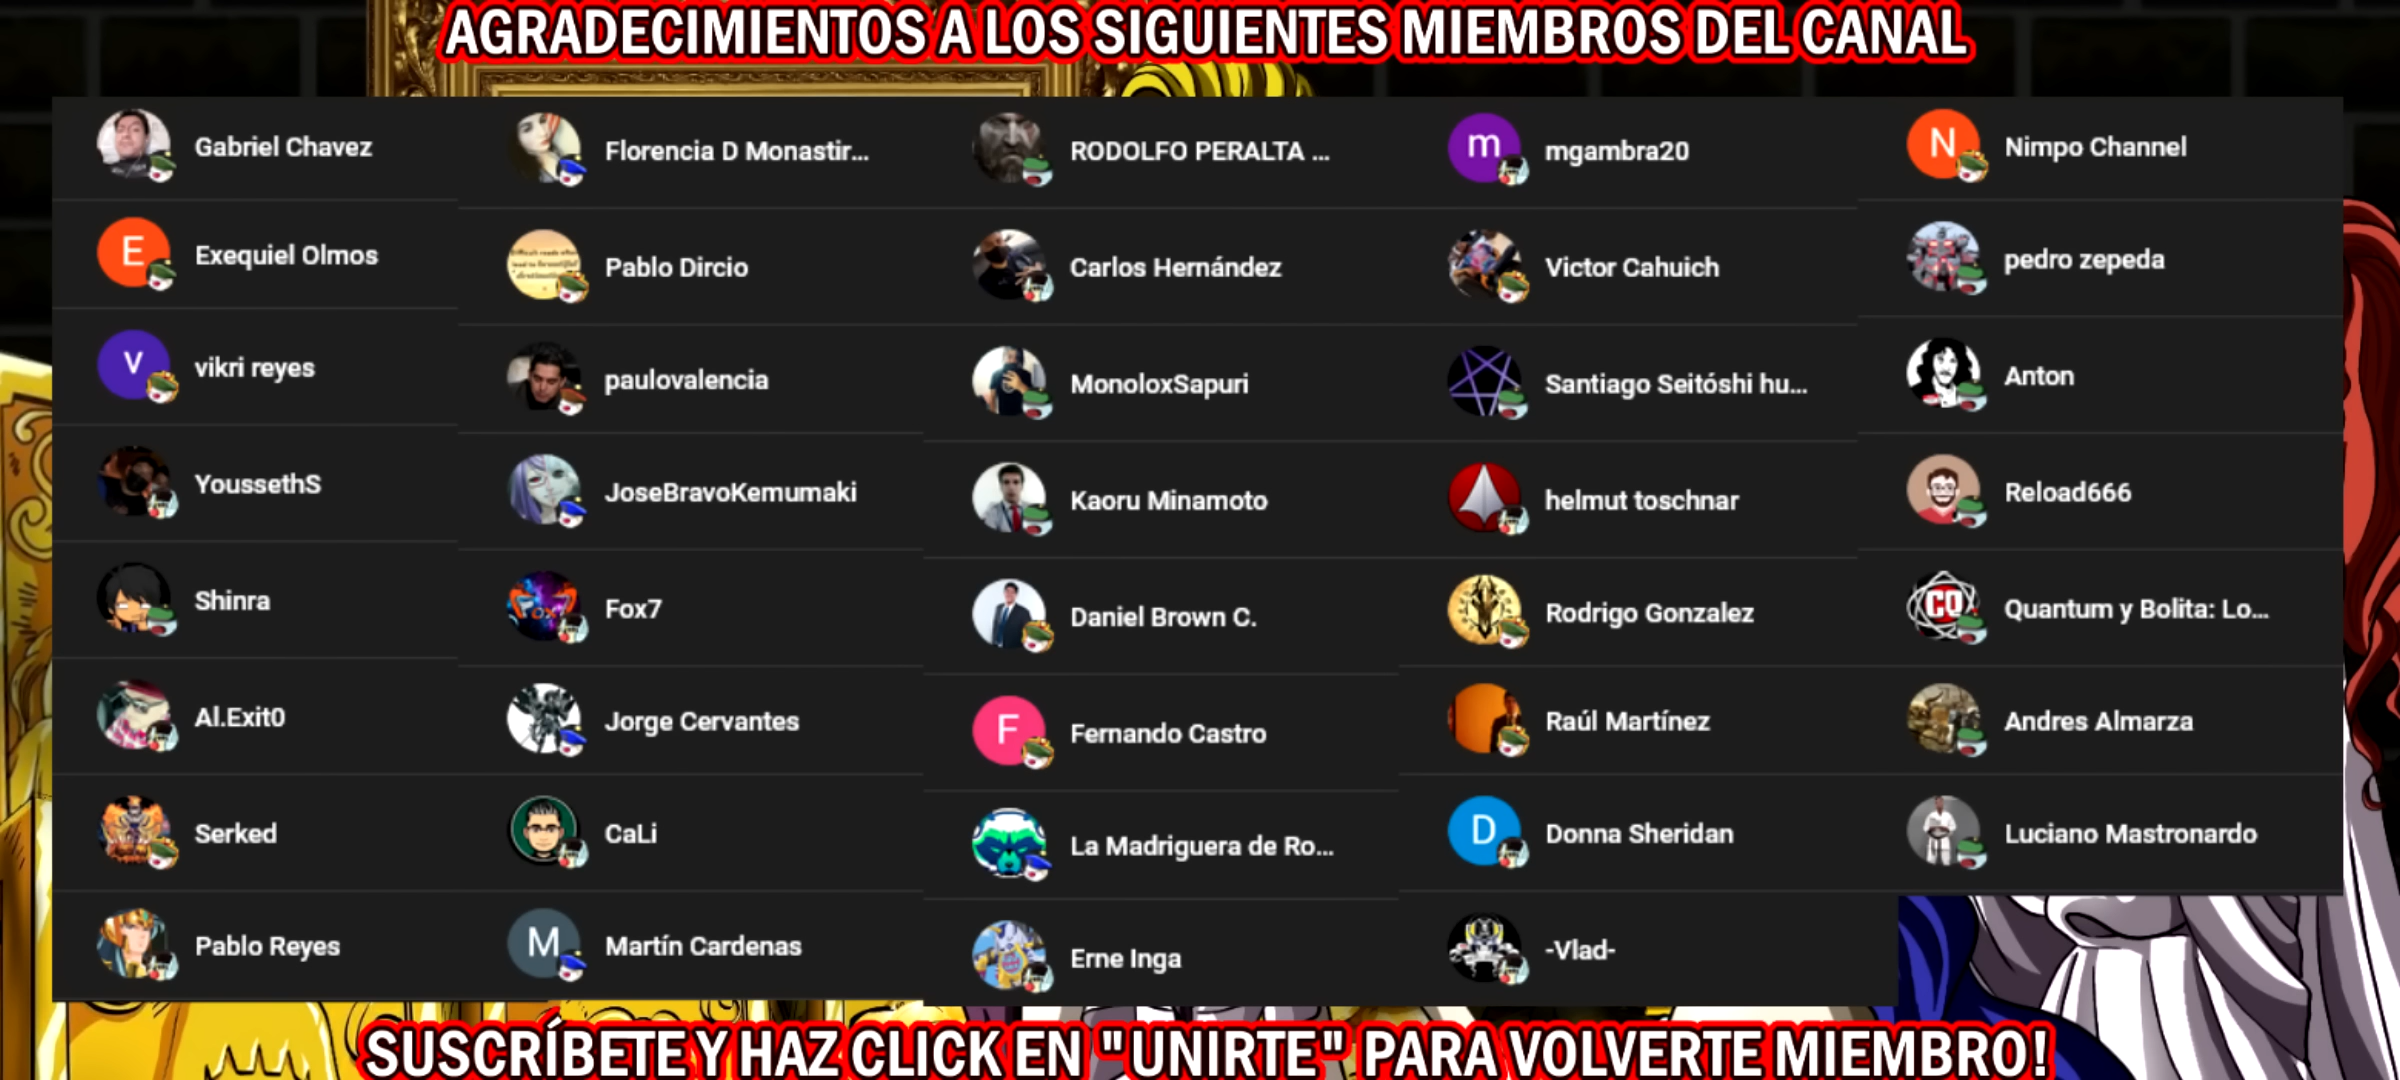 AGRADECIMIENTOS A LOS SIGUIENTES MIEMBROS DEL CANAL
Gabriel Chavez
Exequiel Olmos
vikri reyes
YoussethS
Shinra
Al.Exit0
Serked
Pablo Reyes
Florencia D Monastir...
Pablo Dircio
paulovalencia
JoseBravoKemumaki
Fox7
Jorge Cervantes
CaLi
Martín Cardenas
RODOLFO PERALTA ...
Carlos Hernández
MonoloxSapuri
Kaoru Minamoto
Daniel Brown C.
Fernando Castro
La Madriguera de Ro...
Erne Inga
mgambra20
Victor Cahuich
Santiago Seitóshi hu...
helmut toschnar
Rodrigo Gonzalez
Raúl Martínez
Donna Sheridan
-Vlad-
Nimpo Channel
pedro zepeda
Anton
Reload666
Quantum y Bolita: Lo...
Andres Almarza
Luciano Mastronardo
SUSCRÍBETE Y HAZ CLICK EN "UNIRTE" PARA VOLVERTE MIEMBRO!